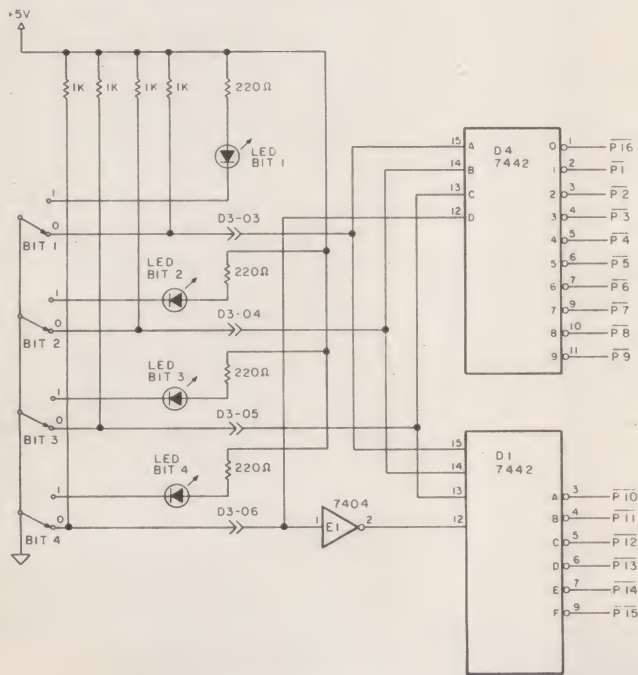 +5V
1K 1K 1K 1K 220Ω
LED
BIT 1
1
0
BIT 1
D3-03
LED
BIT 2
220Ω
1
0
BIT 2
D3-04
LED
BIT 3
220Ω
1
0
BIT 3
D3-05
LED
BIT 4
220Ω
1
0
BIT 4
D3-06
7404
1 E1 2
D4
7442
15 A
14 B
13 C
12 D
0 1 P16
1 2 P1
2 3 P2
3 4 P3
4 5 P4
5 6 P5
6 7 P6
7 9 P7
8 10 P8
9 11 P9
D1
7442
15
14
13
12
A 3 P10
B 4 P11
C 5 P12
D 6 P13
E 7 P14
F 9 P15